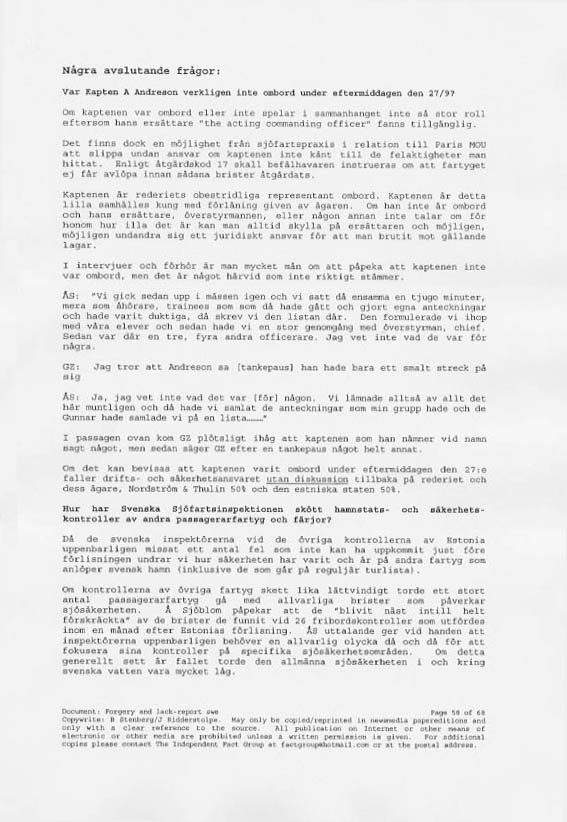 Några avslutande frågor:
Var Kapten A Andreson verkligen inte ombord under eftermiddagen den 27/9?
Om kaptenen var ombord eller inte spelar i sammanhanget inte så stor roll
eftersom hans ersättare "the acting commanding officer" fanns tillgänglig.
Det finns dock en möjlighet från sjöfartspraxis i relation till Paris MOU
att slippa undan ansvar om kaptenen inte känt till de felaktigheter man
hittat. Enligt åtgärdskod 17 skall befälhavaren instrueras om att fartyget
ej får avlöpa innan sådana brister åtgärdats.
Kaptenen är rederiets obestridliga representant ombord. Kaptenen är detta
lilla samhälles kung med förlåning given av ägaren. Om han inte är ombord
och hans ersättare, överstyrmannen, eller någon annan inte talar om för
honom hur illa det är kan man alltid skylla på ersättaren och möjligen,
möjligen undandra sig ett juridiskt ansvar för att man brutit mot gällande
lagar.
I intervjuer och förhör är man mycket mån om att påpeka att kaptenen inte
var ombord, men det är något härvid som inte riktigt stämmer.
ÅS: "Vi gick sedan upp i mässen igen och vi satt då ensamma en tjugo minuter,
mera som åhörare, trainees som som då hade gått och gjort egna anteckningar
och hade varit duktiga, då skrev vi den listan där. Den formulerade vi ihop
med våra elever och sedan hade vi en stor genomgång med överstyrman, chief.
Sedan var där en tre, fyra andra officerare. Jag vet inte vad de var för
några.
GZ: Jag tror att Andreson sa [tankepaus] han hade bara ett smalt streck på
sig
ÅS: Ja, jag vet inte vad det var [för] någon. Vi lämnade alltså av allt det
här muntligen och då hade vi samlat de anteckningar som min grupp hade och de
Gunnar hade samlade vi på en lista……………"
I passagen ovan kom GZ plötsligt ihåg att kaptenen som han nämner vid namn
sagt något, men sedan säger GZ efter en tankepaus något helt annat.
Om det kan bevisas att kaptenen varit ombord under eftermiddagen den 27:e
faller drifts- och säkerhetsansvaret utan diskussion tillbaka på rederiet och
dess ägare, Nordström & Thulin 50% och den estniska staten 50%.
Hur har Svenska Sjöfartsinspektionen skött hamnstats- och säkerhets-
kontroller av andra passagerarfartyg och färjor?
Då de svenska inspektörerna vid de övriga kontrollerna av Estonia
uppenbarligen missat ett antal fel som inte kan ha uppkommit just före
förlisningen undrar vi hur säkerheten har varit och är på andra fartyg som
anlöper svensk hamn (inklusive de som går på reguljär turlista).
Om kontrollerna av övriga fartyg skett lika lättvindigt torde ett stort
antal passagerarfartyg gå med allvarliga brister som påverkar
sjösäkerheten. Å Sjöblom påpekar att de "blivit näst intill helt
förskräckta" av de brister de funnit vid 26 fribordskontroller som utfördes
inom en månad efter Estonias förlisning. ÅS uttalande ger vid handen att
inspektörerna uppenbarligen behöver en allvarlig olycka då och då för att
fokusera sina kontroller på specifika sjösäkerhetsområden. Om detta
generellt sett är fallet torde den allmänna sjösäkerheten i och kring
svenska vatten vara mycket låg.
Document: Forgery and lack-report swe Page 58 of 68
Copywrite: B Stenberg/J Ridderstolpe. May only be copied/reprinted in newsmedia papereditions and
only with a clear reference to the source. All publication on Internet or other means of
electronic or other media are prohibited unless a written permission is given. For additional
copies please contact The Independent Fact Group at factgroup@hotmail.com or at the postal address.